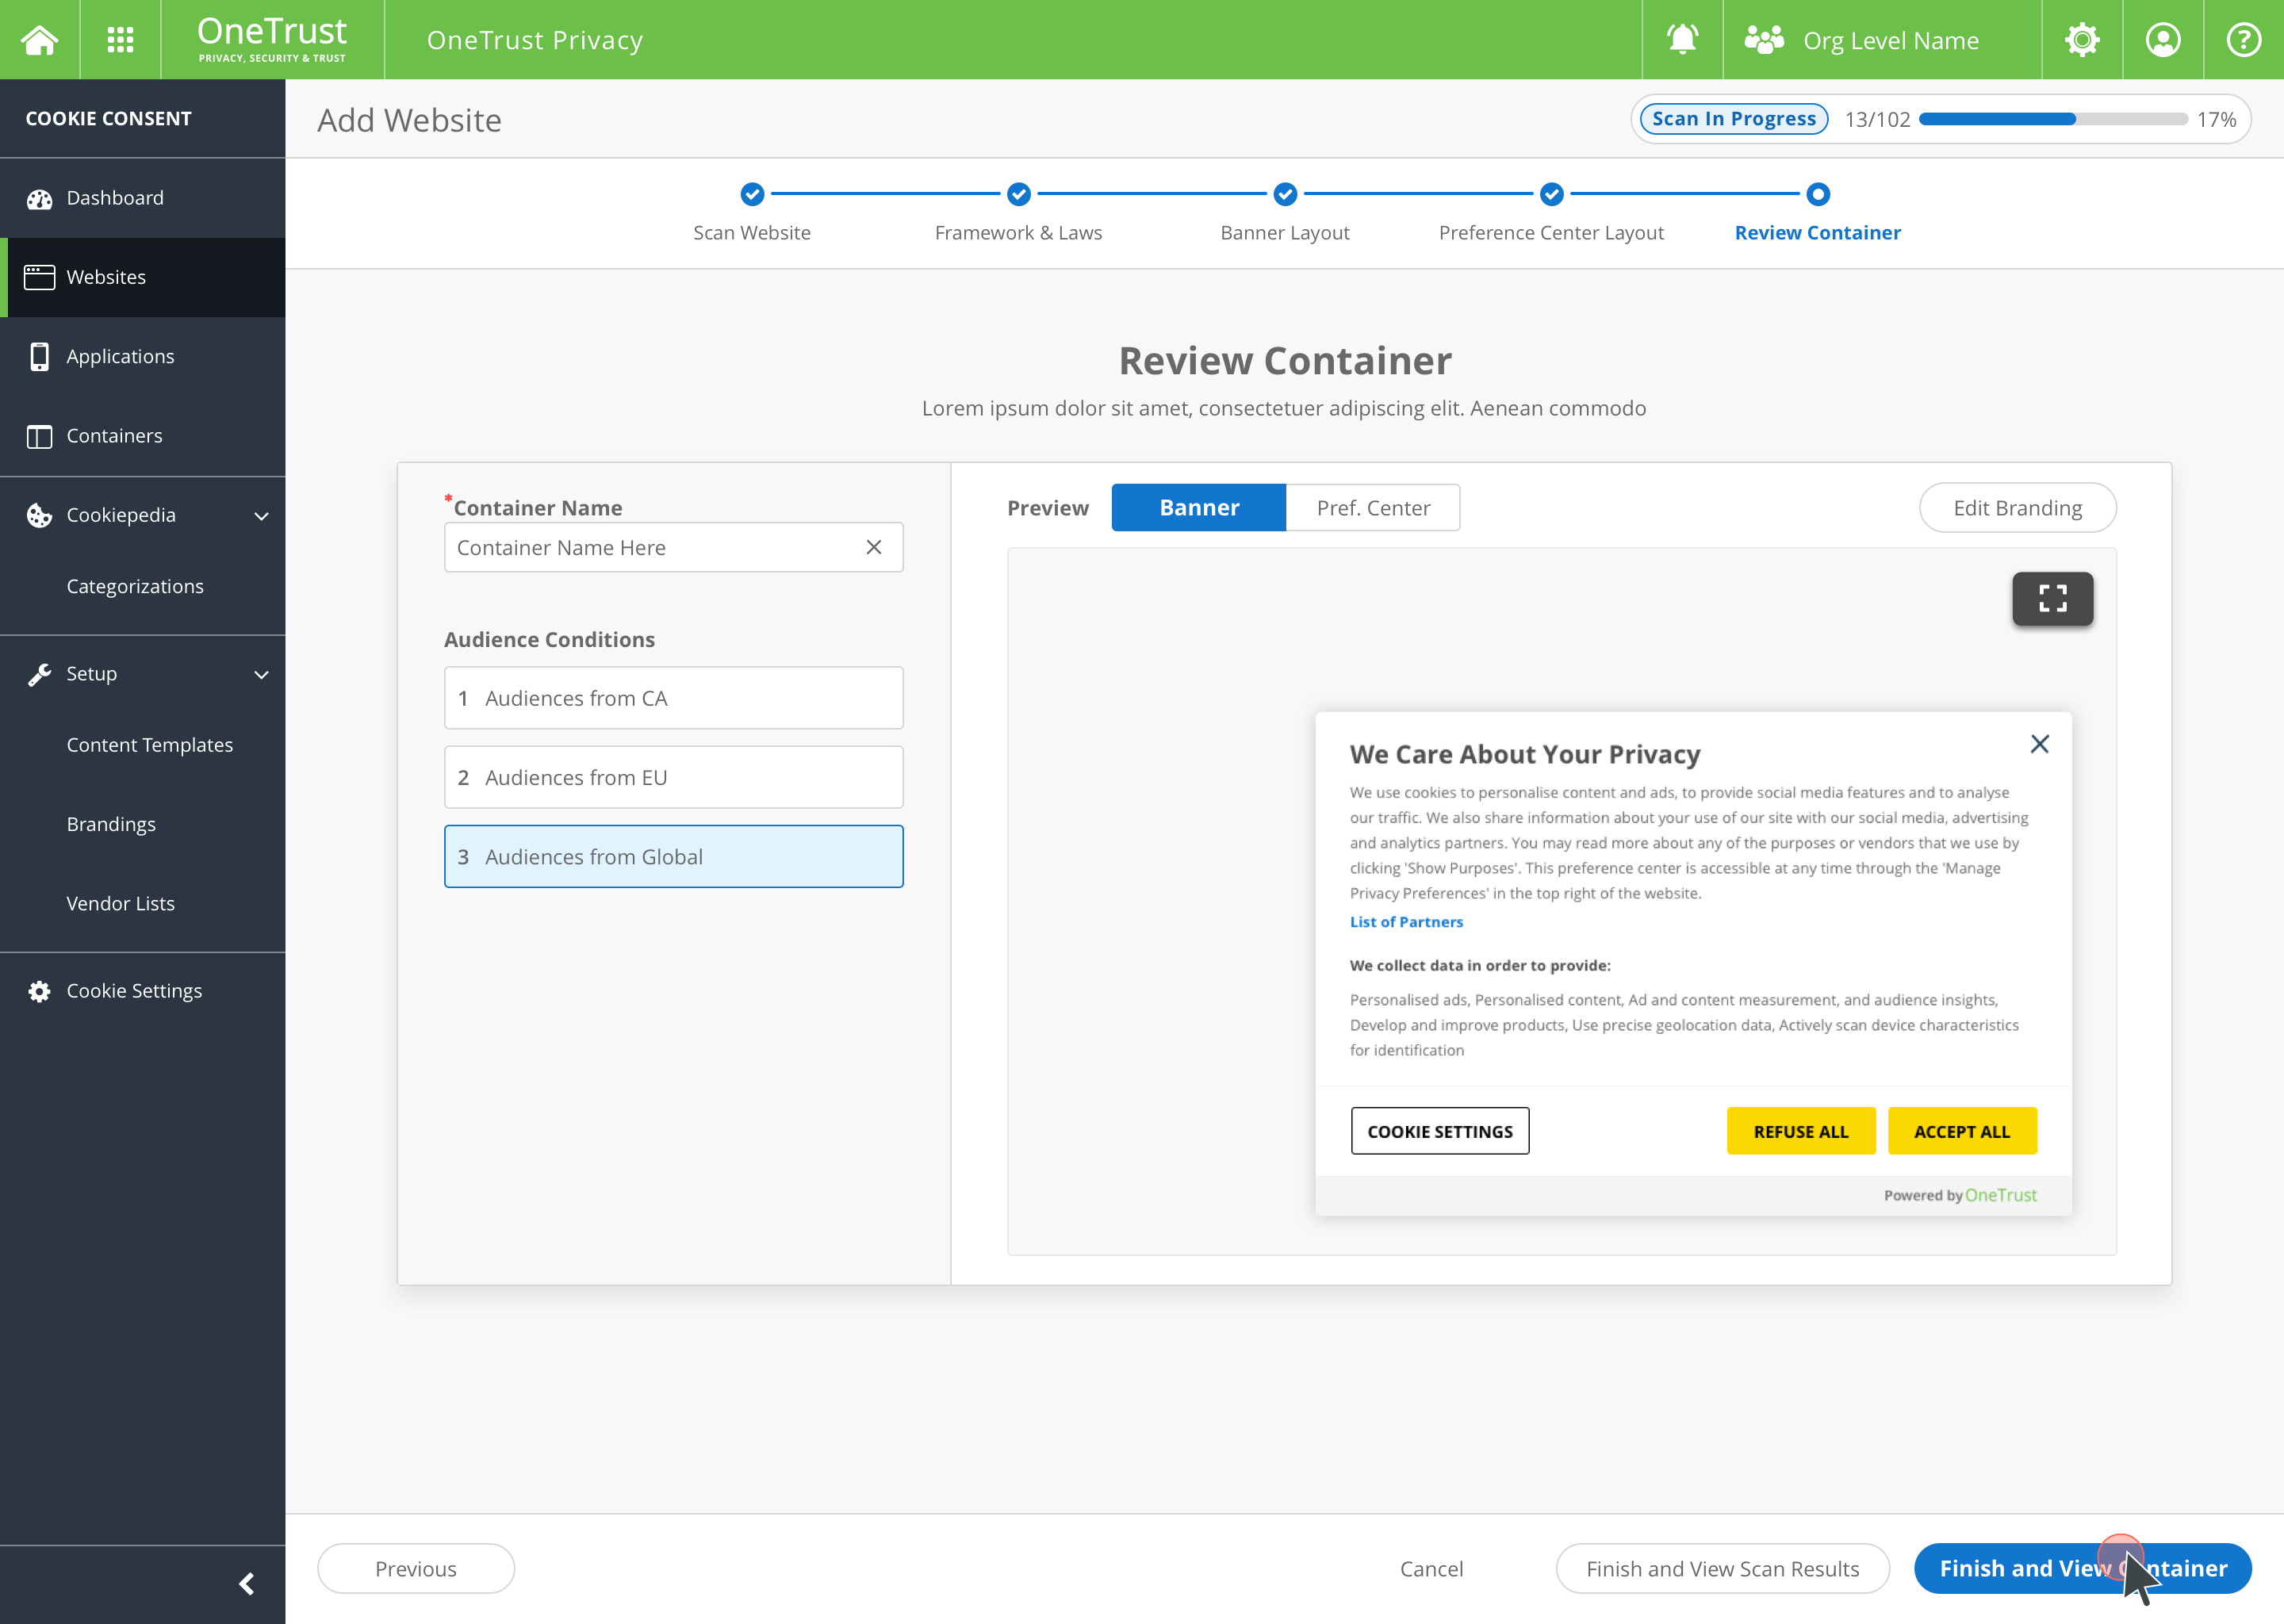 OneTrust
PRIVACY, SECURITY & TRUST
OneTrust Privacy
Org Level Name
COOKIE CONSENT
Dashboard
Websites
Applications
Containers
Cookiepedia
Categorizations
Setup
Content Templates
Brandings
Vendor Lists
Cookie Settings
Add Website
Scan In Progress 13/102 17%
Scan Website
Framework & Laws
Banner Layout
Preference Center Layout
Review Container
Review Container
Lorem ipsum dolor sit amet, consectetuer adipiscing elit. Aenean commodo
*Container Name
Container Name Here
Audience Conditions
1 Audiences from CA
2 Audiences from EU
3 Audiences from Global
Preview
Banner
Pref. Center
Edit Branding
We Care About Your Privacy
We use cookies to personalise content and ads, to provide social media features and to analyse
our traffic. We also share information about your use of our site with our social media, advertising
and analytics partners. You may read more about any of the purposes or vendors that we use by
clicking 'Show Purposes'. This preference center is accessible at any time through the 'Manage
Privacy Preferences' in the top right of the website.
List of Partners
We collect data in order to provide:
Personalised ads, Personalised content, Ad and content measurement, and audience insights,
Develop and improve products, Use precise geolocation data, Actively scan device characteristics
for identification
COOKIE SETTINGS
REFUSE ALL
ACCEPT ALL
Powered by OneTrust
Previous
Cancel
Finish and View Scan Results
Finish and View Container